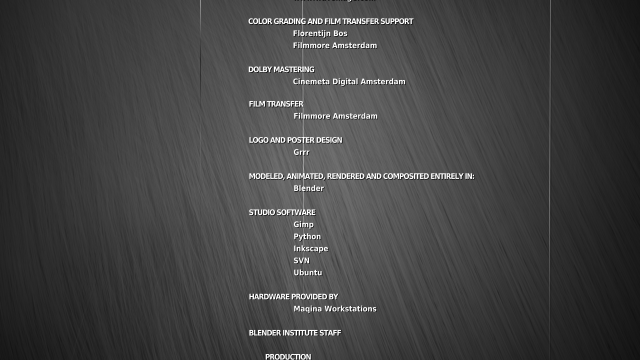 COLOR GRADING AND FILM TRANSFER SUPPORT
Florentijn Bos
Filmmore Amsterdam
DOLBY MASTERING
Cinemeta Digital Amsterdam
FILM TRANSFER
Filmmore Amsterdam
LOGO AND POSTER DESIGN
Grrr
MODELED, ANIMATED, RENDERED AND COMPOSITED ENTIRELY IN:
Blender
STUDIO SOFTWARE
Gimp
Python
Inkscape
SVN
Ubuntu
HARDWARE PROVIDED BY
Maqina Workstations
BLENDER INSTITUTE STAFF
PRODUCTION